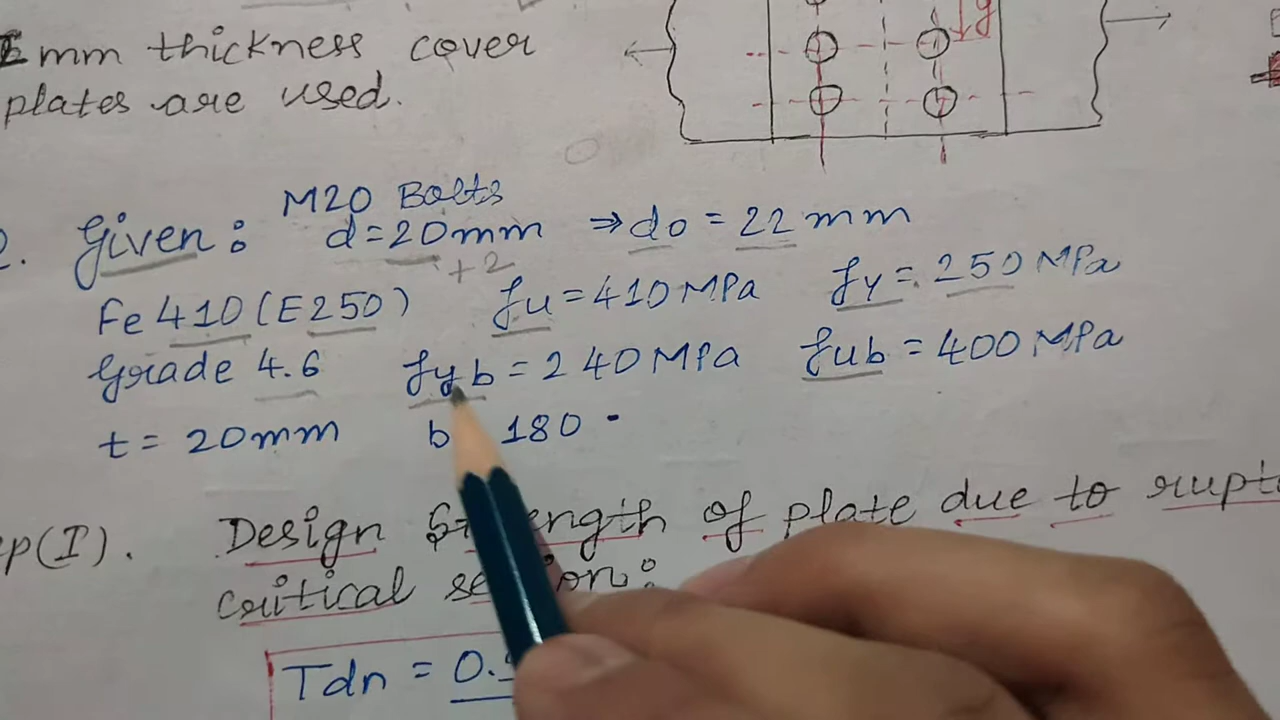 mm thickness cover
plates are used.
g
Given:
M20 Bolts
d=20mm ⇒ do = 22 mm
+2
Fe 410 (E250) fu = 410 MPa fy = 250 MPa
Grade 4.6 fyb = 240 MPa fub = 400 MPa
t = 20mm b 180
Design Strength of plate due to
critical
Tdn = 0.